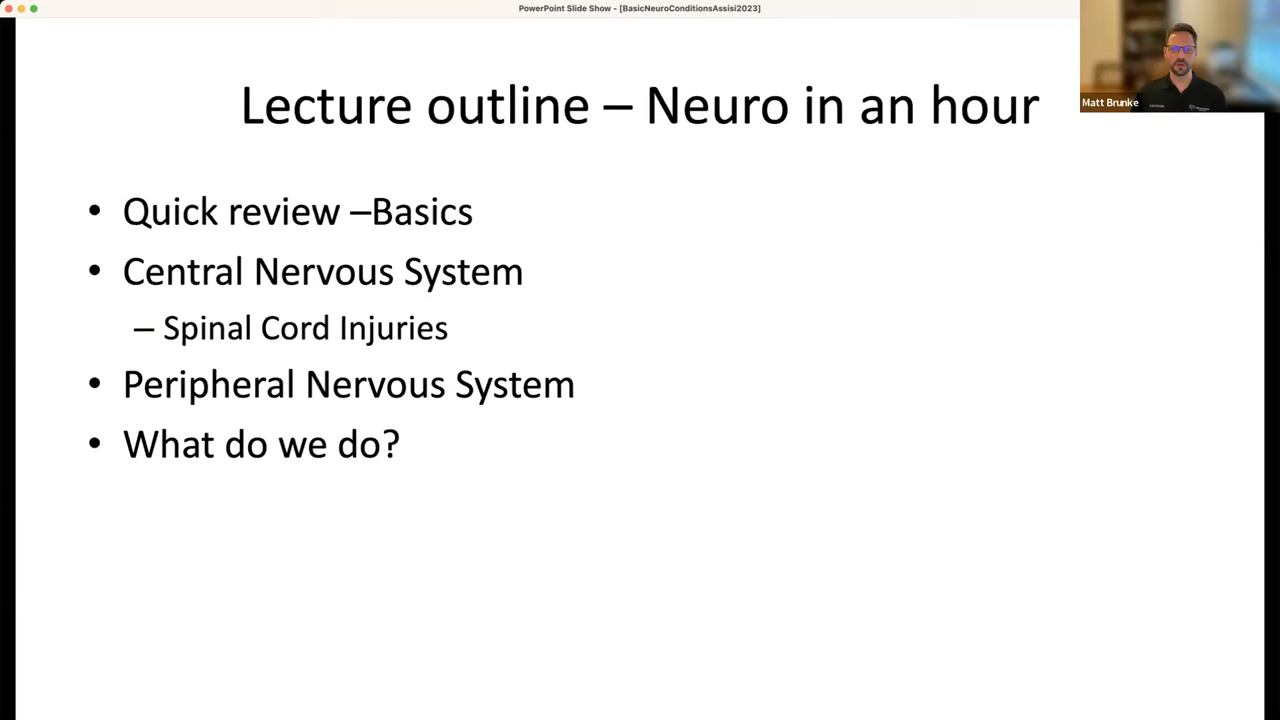 PowerPoint Slide Show - [BasicNeuroConditionsAssisi2023]
Matt Brunke
Lecture outline – Neuro in an hour
• Quick review –Basics
• Central Nervous System
– Spinal Cord Injuries
• Peripheral Nervous System
• What do we do?